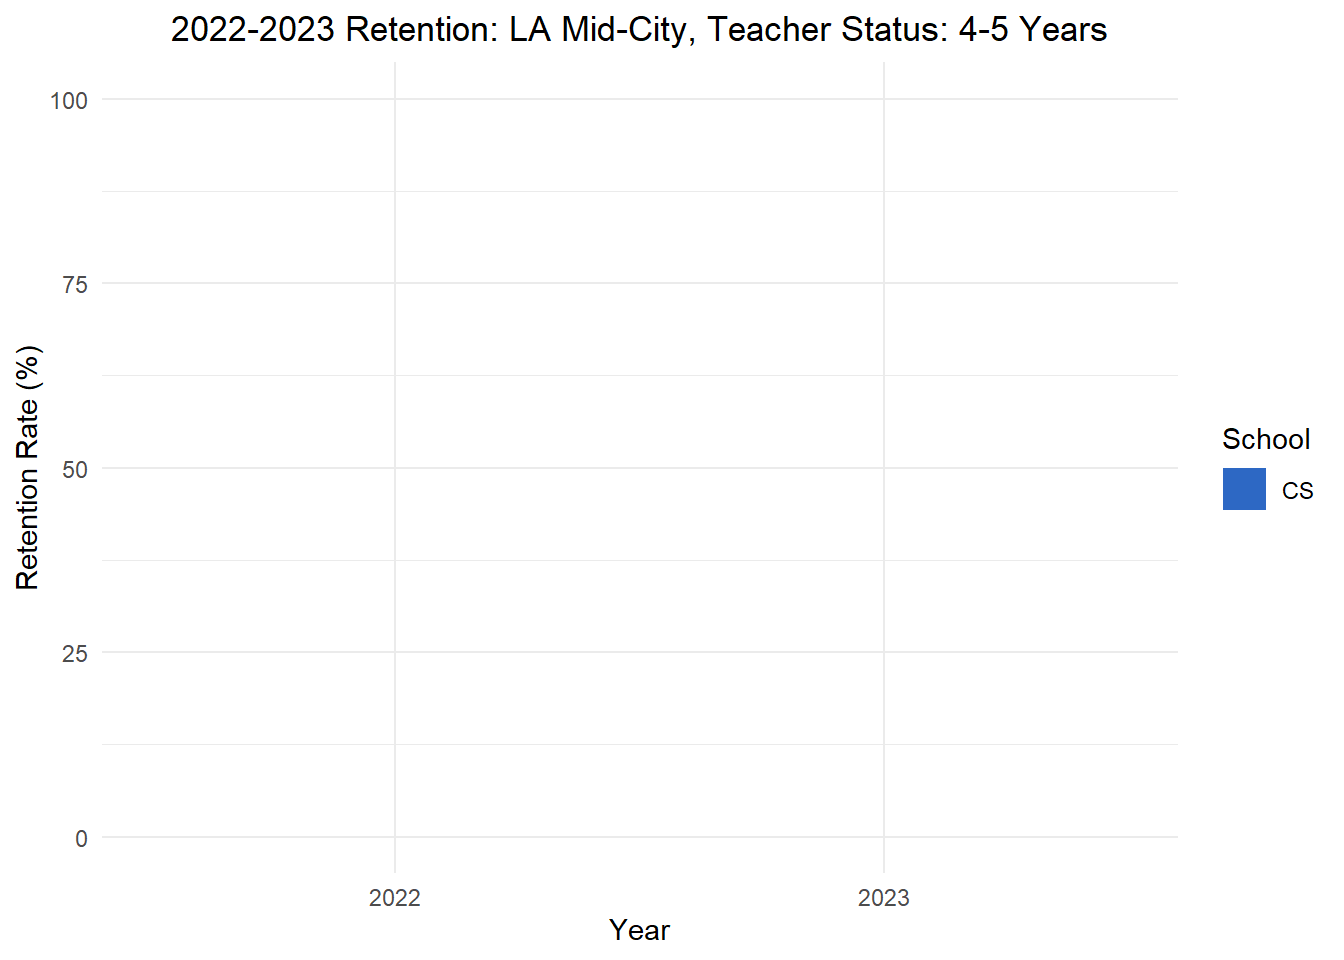 2022-2023 Retention: LA Mid-City, Teacher Status: 4-5 Years
100
75
50
25
0
Retention Rate (%)
2022
2023
Year
School
CS